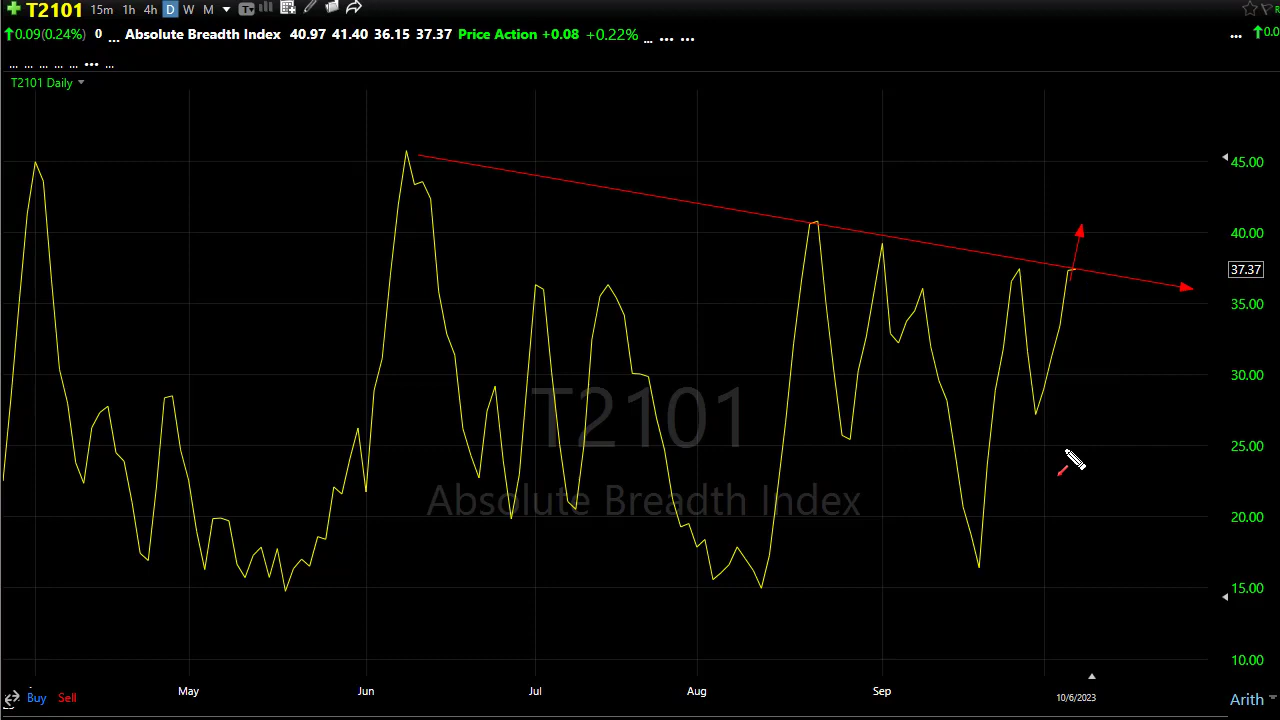 T2101 15m 1h 4h D W M
0.09(0.24%) 0 ... Absolute Breadth Index 40.97 41.40 36.15 37.37 Price Action +0.08 +0.22% ... ... ... ... 0.0
... ... ... ... ... ... ...
T2101 Daily
45.00
40.00
37.37
35.00
30.00
T2101
25.00
Absolute Breadth Index
20.00
15.00
10.00
May Jun Jul Aug Sep
Buy Sell 10/6/2023 Arith